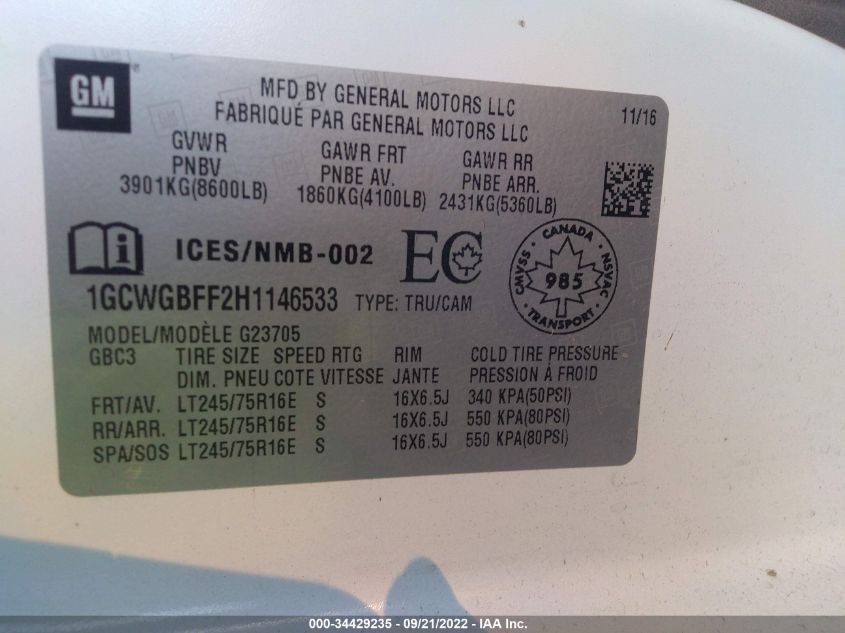 GM
MFD BY GENERAL MOTORS LLC
FABRIQUÉ PAR GENERAL MOTORS LLC
11/16
GVWR GAWR FRT GAWR RR
PNBV PNBE AV. PNBE ARR.
3901KG(8600LB) 1860KG(4100LB) 2431KG(5360LB)
i ICES/NMB-002 EC
CANADA
CMVSS 985 NSVAC
TRANSPORT
1GCWGBFF2H1146533 TYPE: TRU/CAM
MODEL/MODÈLE G23705
GBC3 TIRE SIZE SPEED RTG RIM COLD TIRE PRESSURE
DIM. PNEU COTE VITESSE JANTE PRESSION À FROID
FRT/AV. LT245/75R16E S 16X6.5J 340 KPA(50PSI)
RR/ARR. LT245/75R16E S 16X6.5J 550 KPA(80PSI)
SPA/SOS LT245/75R16E S 16X6.5J 550 KPA(80PSI)
000-34429235 - 09/21/2022 - IAA Inc.